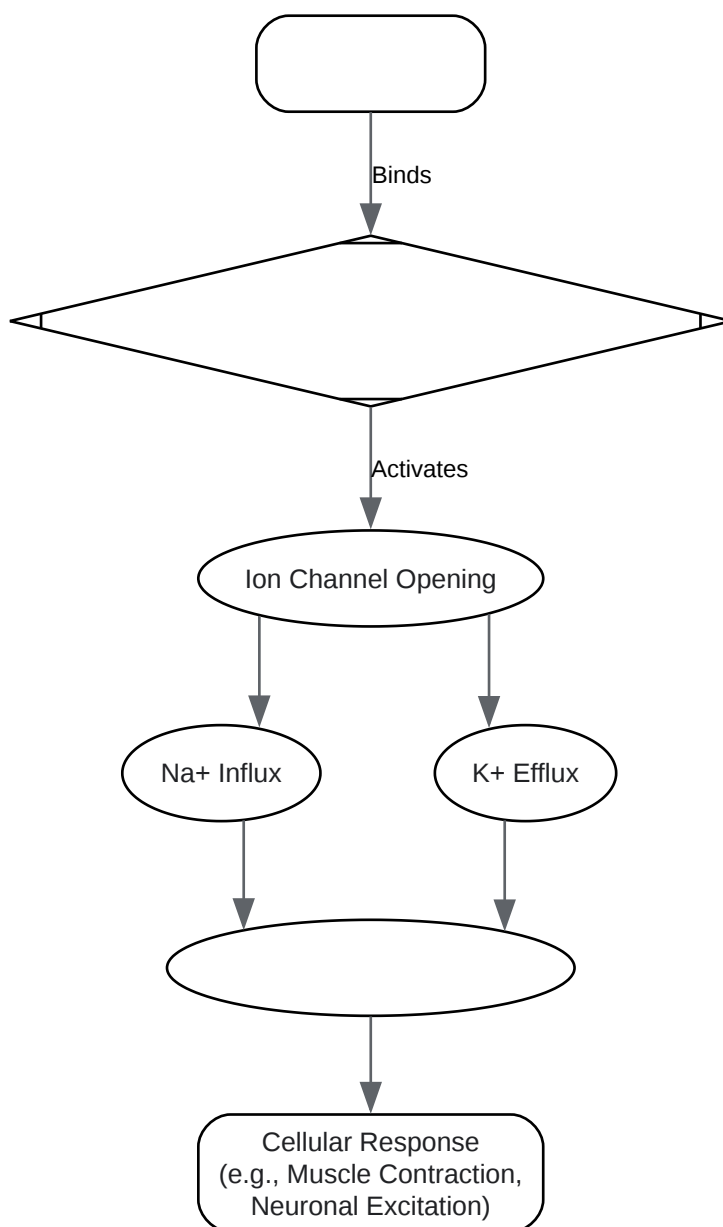 Binds
Activates
Ion Channel Opening
Na+ Influx
K+ Efflux
Cellular Response
(e.g., Muscle Contraction,
Neuronal Excitation)